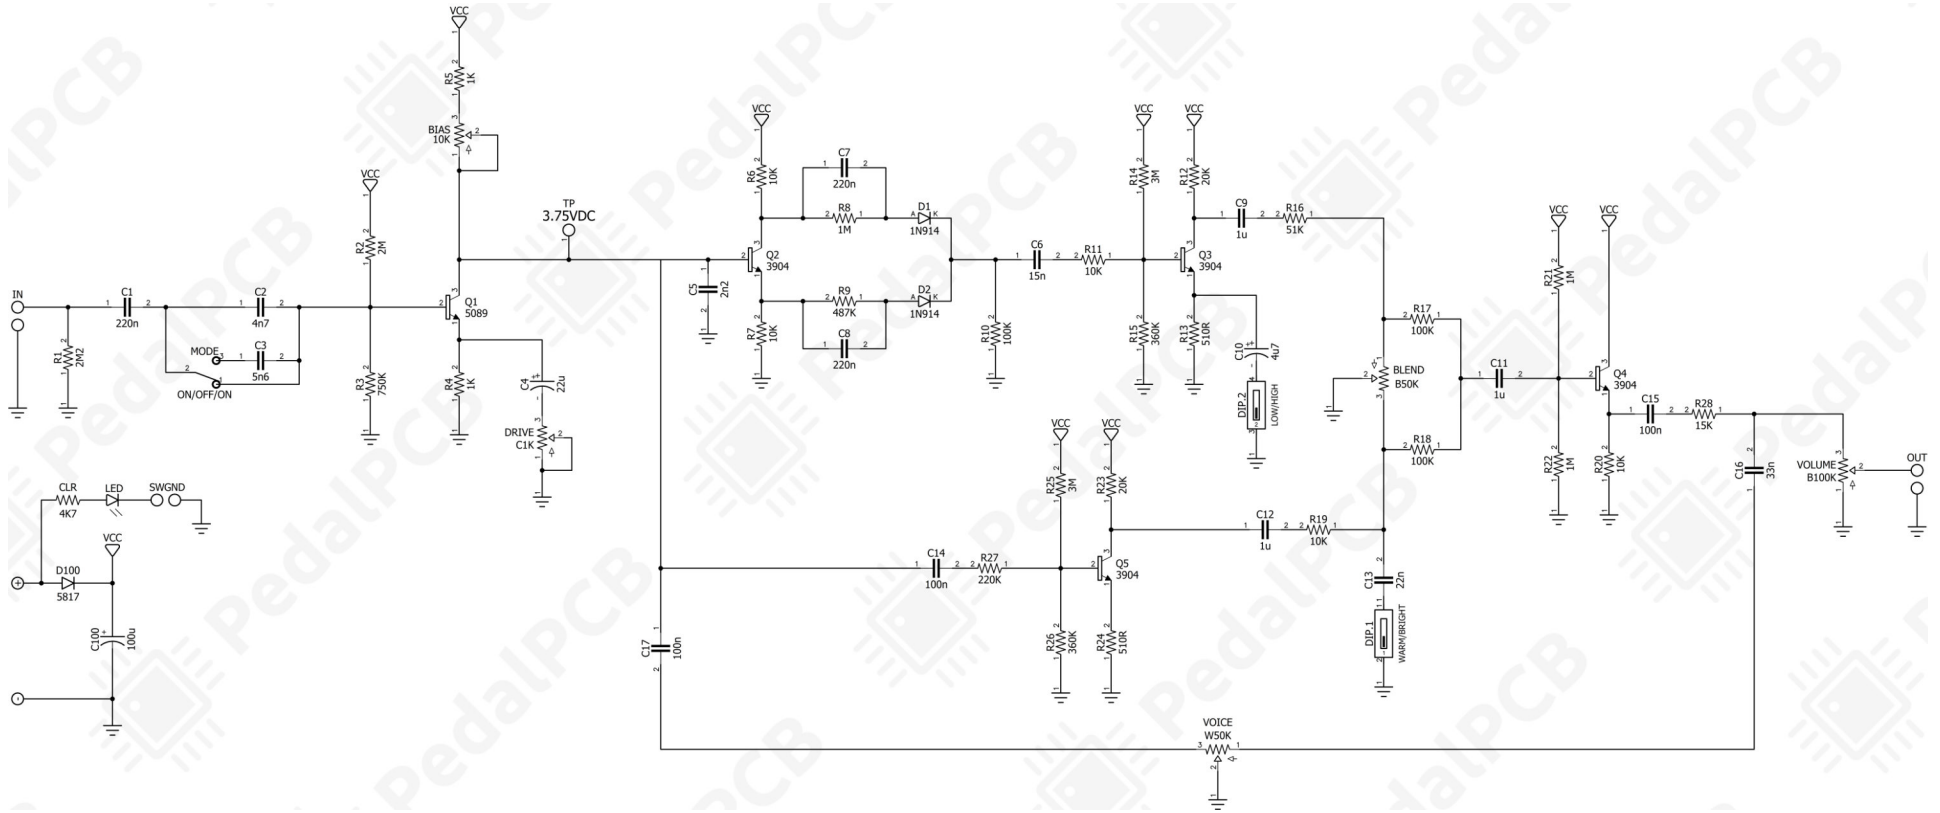 VCC
R5
1K
BIAS
10K
VCC
R2
2M
IN
C1
220n
C2
4n7
MODE
C3
5n6
ON/OFF/ON
R1
2M2
R3
750K
Q1
5089
R4
1K
C4
22u
DRIVE
C1K
TP
3.75VDC
VCC
R6
10K
C5
2n2
Q2
3904
R7
10K
C7
220n
R8
1M
D1
1N914
R9
487K
D2
1N914
C8
220n
R10
100K
C6
15n
R11
10K
VCC
R14
3M
R15
360K
VCC
R12
20K
Q3
3904
R13
510R
C9
1u
R16
51K
C10
4u7
DIP.2
LOW/HIGH
BLEND
B50K
R17
100K
R18
100K
C11
1u
VCC
R21
1M
R22
1M
VCC
Q4
3904
R20
10K
C15
100n
R28
15K
C16
33n
VOLUME
B100K
OUT
CLR
4K7
LED
SWGND
VCC
D100
5817
C100
100u
+
-
C17
100n
C14
100n
R27
220K
VCC
R25
3M
R26
360K
VCC
R23
20K
Q5
3904
R24
510R
C12
1u
R19
10K
C13
22n
DIP.1
WARM/BRIGHT
VOICE
W50K
PedalPCB